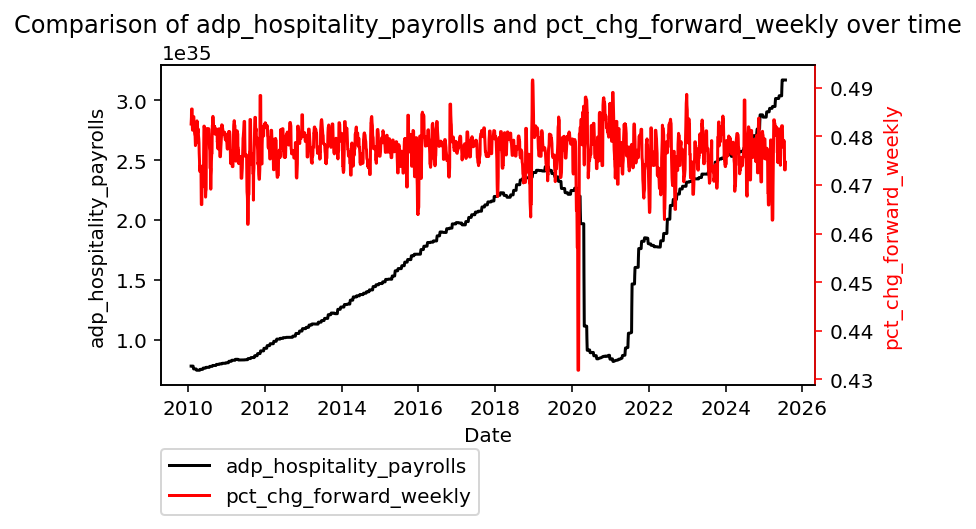 Comparison of adp_hospitality_payrolls and pct_chg_forward_weekly over time
1e35
3.0
2.5
2.0
1.5
1.0
adp_hospitality_payrolls
0.49
0.48
0.47
0.46
0.45
0.44
0.43
pct_chg_forward_weekly
2010 2012 2014 2016 2018 2020 2022 2024 2026
Date
adp_hospitality_payrolls
pct_chg_forward_weekly